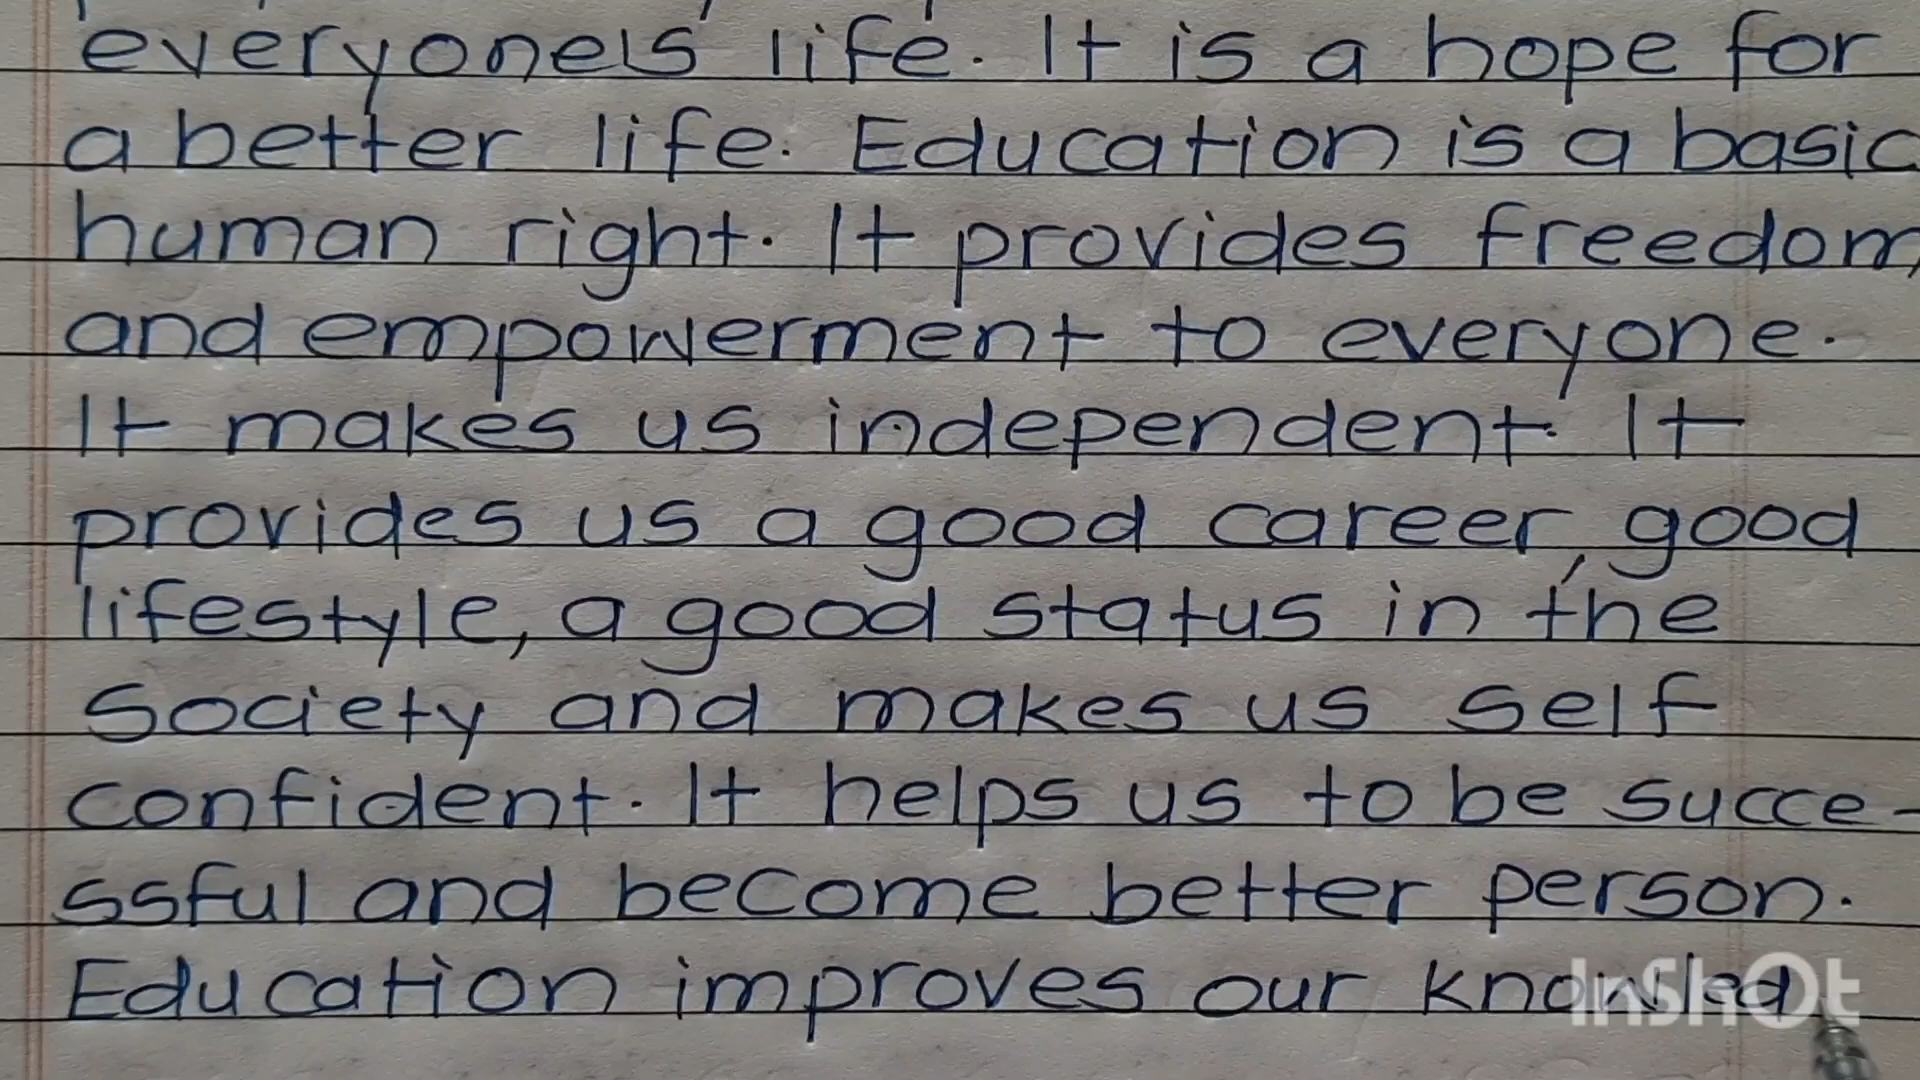 everyone's life. It is a hope for
a better life. Education is a basic
human right. It provides freedom
and empowerment to everyone.
It makes us independent. It
provides us a good career, good
lifestyle, a good status in the
society and makes us self
confident. It helps us to be succe-
ssful and become better person.
Education improves our knowled
InShOt